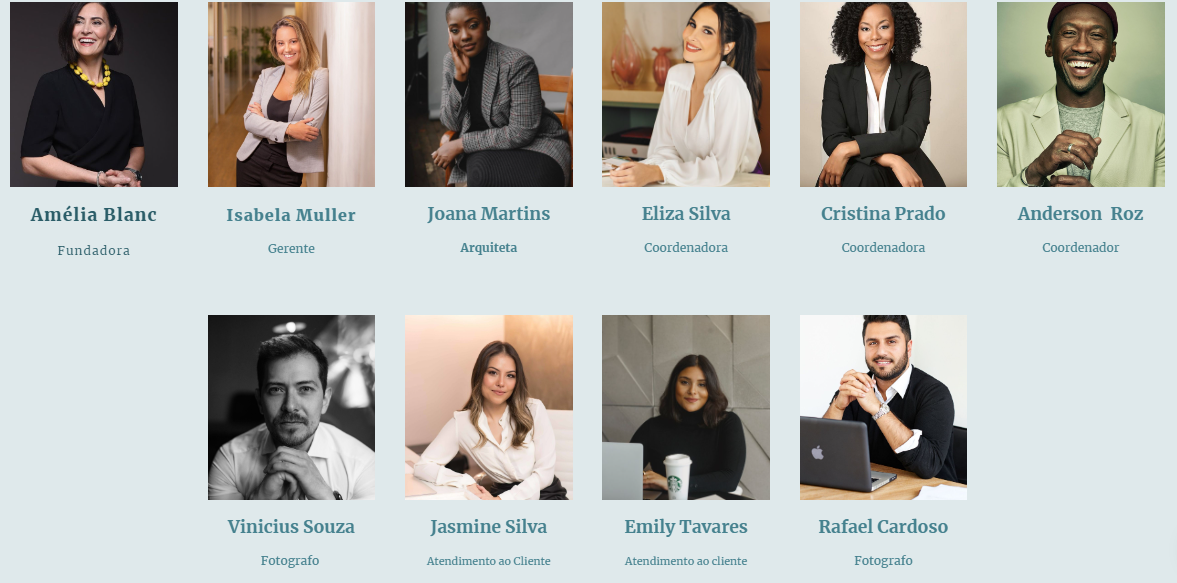 Amélia Blanc
Fundadora
Isabela Muller
Gerente
Joana Martins
Arquiteta
Eliza Silva
Coordenadora
Cristina Prado
Coordenadora
Anderson  Roz
Coordenador
Vinicius Souza
Fotografo
Jasmine Silva
Atendimento ao Cliente
Emily Tavares
Atendimento ao cliente
Rafael Cardoso
Fotografo